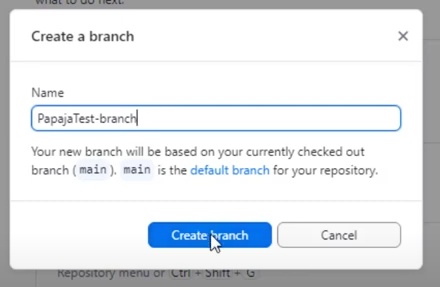 what to do next.
Create a branch
Name
PapajaTest-branch
Your new branch will be based on your currently checked out
branch (main). main is the default branch for your repository.
Create branch
Cancel
Repository menu or Ctrl + Shift + G